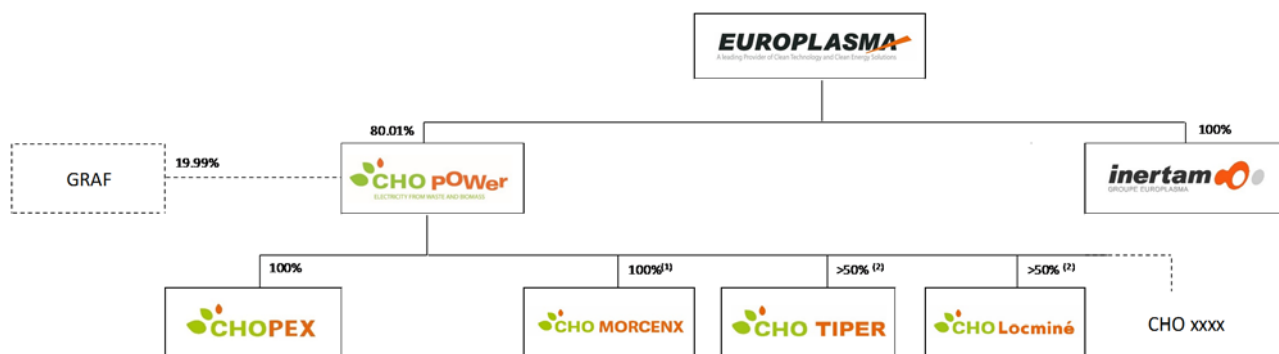 EUROPLASMA
A leading Provider of Clean Technology and Clean Energy Solutions
80.01%
100%
GRAF
19.99%
CHO POWer
ELECTRICITY FROM WASTE AND BIOMASS
inertam
GROUPE EUROPLASMA
100%
100%(1)
>50% (2)
>50% (2)
CHOPEX
CHO MORCENX
CHO TIPER
CHO Locminé
CHO xxxx